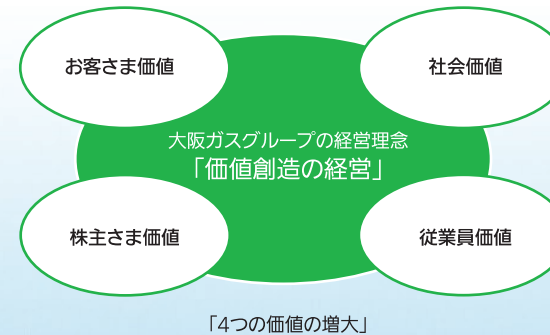 お客さま価値
社会価値
大阪ガスグループの経営理念
「価値創造の経営」
株主さま価値
従業員価値
「4つの価値の増大」